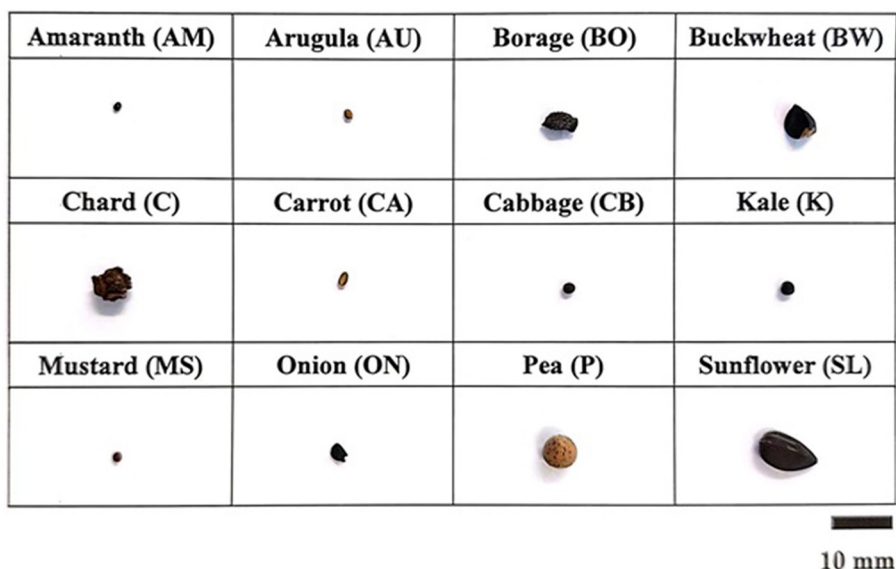 Amaranth (AM) Arugula (AU) Borage (BO) Buckwheat (BW)
Chard (C) Carrot (CA) Cabbage (CB) Kale (K)
Mustard (MS) Onion (ON) Pea (P) Sunflower (SL)
10 mm